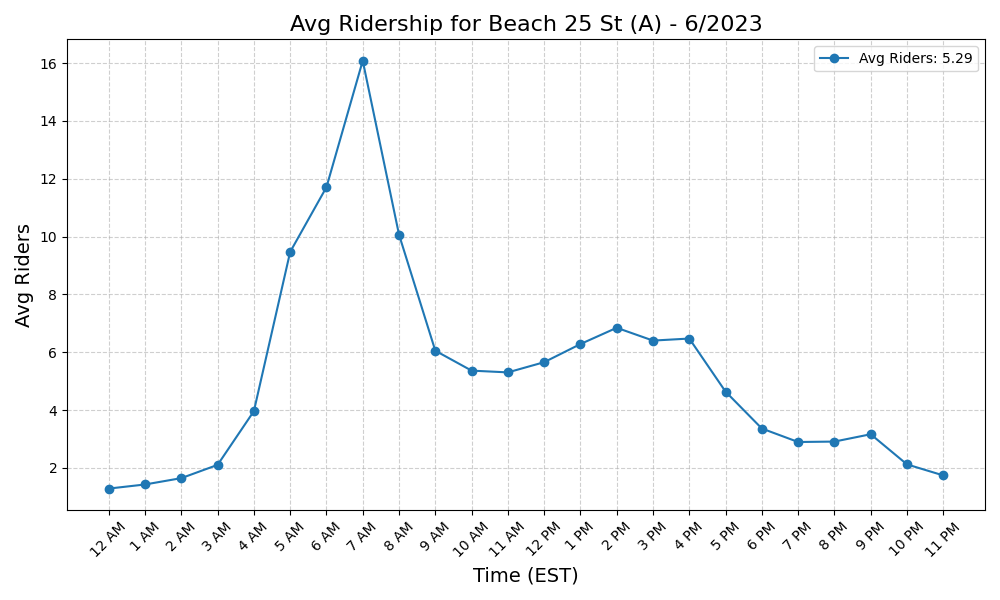 Avg Ridership for Beach 25 St (A) - 6/2023
Avg Riders: 5.29
Avg Riders
16
14
12
10
8
6
4
2
12 AM
1 AM
2 AM
3 AM
4 AM
5 AM
6 AM
7 AM
8 AM
9 AM
10 AM
11 AM
12 PM
1 PM
2 PM
3 PM
4 PM
5 PM
6 PM
7 PM
8 PM
9 PM
10 PM
11 PM
Time (EST)